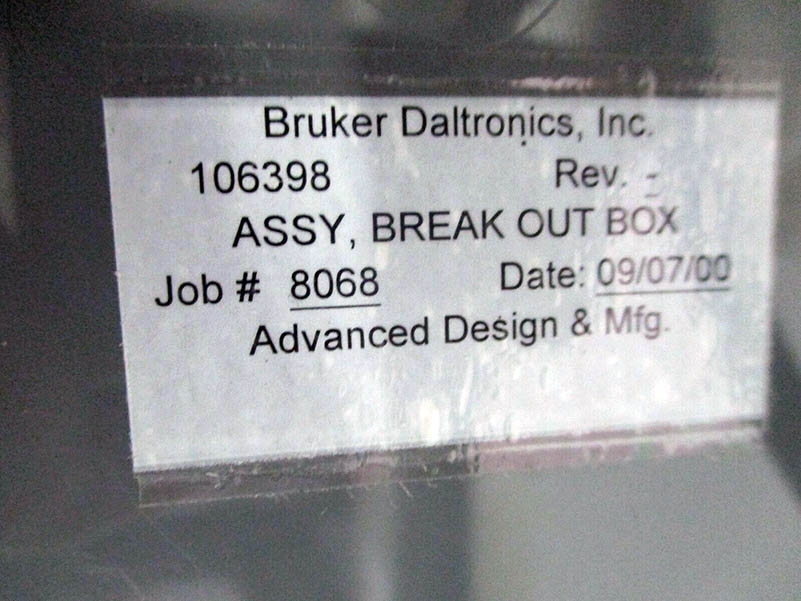 Bruker Daltronics, Inc.
106398 Rev. -
ASSY, BREAK OUT BOX
Job # 8068 Date: 09/07/00
Advanced Design & Mfg.